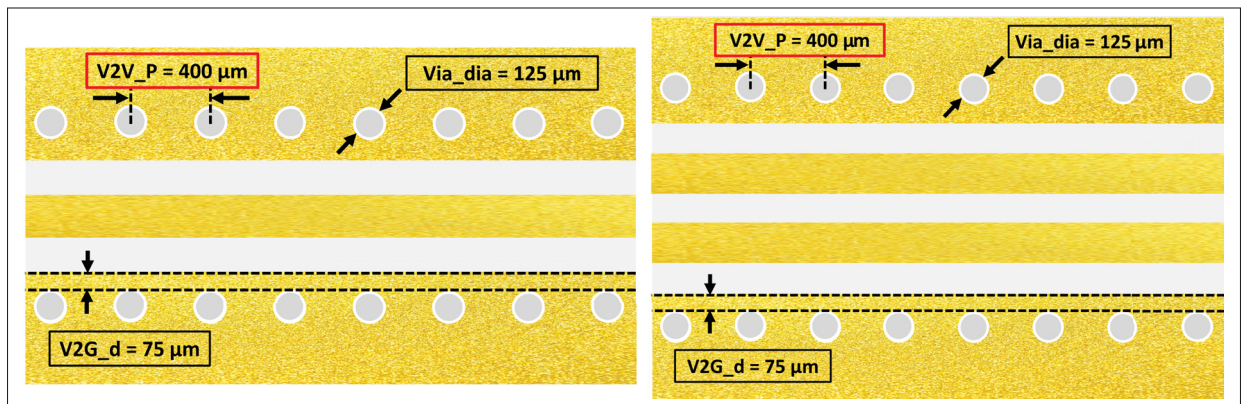 V2V_P = 400 µm
Via_dia = 125 µm
V2G_d = 75 µm
V2V_P = 400 µm
Via_dia = 125 µm
V2G_d = 75 µm